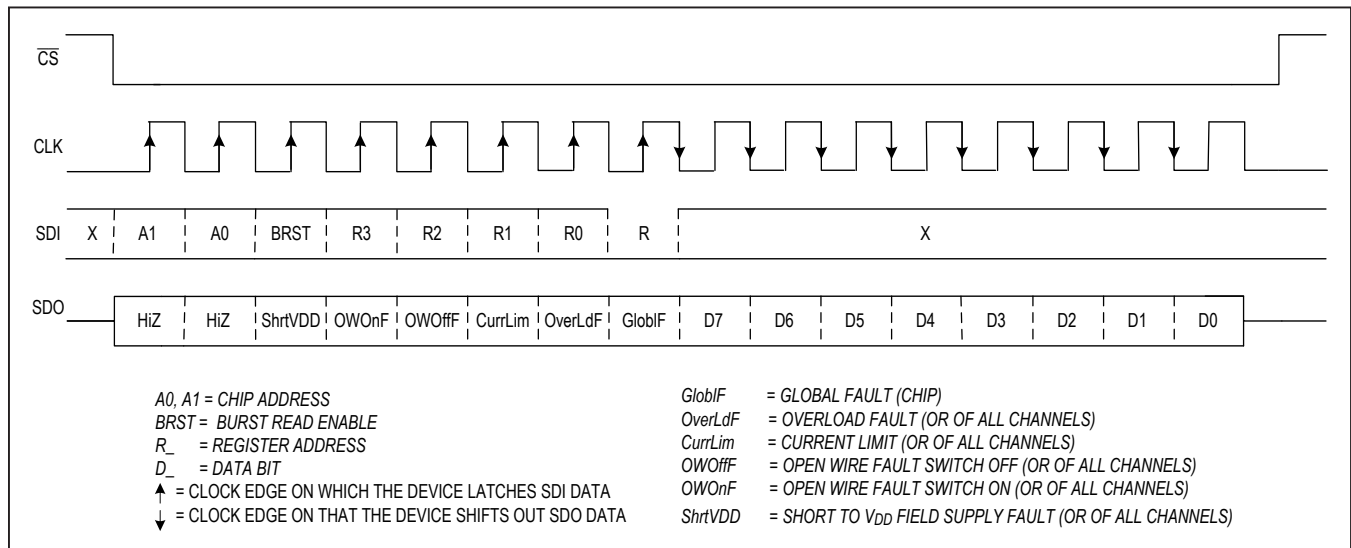 CS
CLK
SDI X A1 A0 BRST R3 R2 R1 R0 R X
SDO HiZ HiZ ShrtVDD OWOnF OWOffF CurrLim OverLdF GloblF D7 D6 D5 D4 D3 D2 D1 D0
A0, A1 = CHIP ADDRESS
BRST = BURST READ ENABLE
R_ = REGISTER ADDRESS
D_ = DATA BIT
↑ = CLOCK EDGE ON WHICH THE DEVICE LATCHES SDI DATA
↓ = CLOCK EDGE ON THAT THE DEVICE SHIFTS OUT SDO DATA
GloblF = GLOBAL FAULT (CHIP)
OverLdF = OVERLOAD FAULT (OR OF ALL CHANNELS)
CurrLim = CURRENT LIMIT (OR OF ALL CHANNELS)
OWOffF = OPEN WIRE FAULT SWITCH OFF (OR OF ALL CHANNELS)
OWOnF = OPEN WIRE FAULT SWITCH ON (OR OF ALL CHANNELS)
ShrtVDD = SHORT TO VDD FIELD SUPPLY FAULT (OR OF ALL CHANNELS)